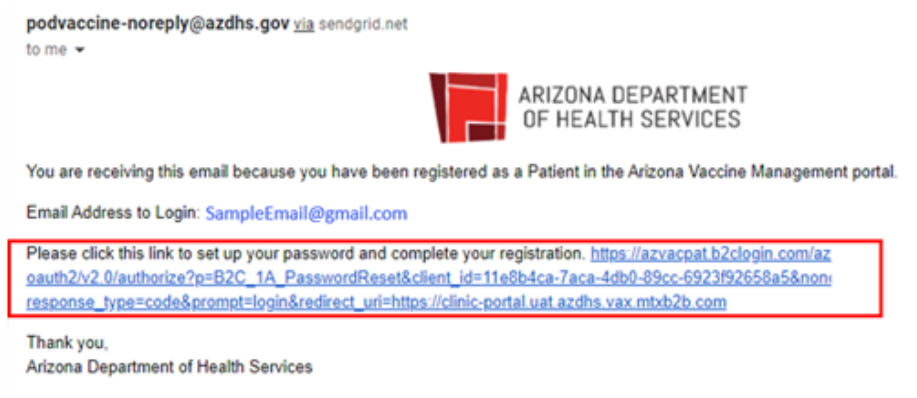 podvaccine-noreply@azdhs.gov via sendgrid.net
to me
ARIZONA DEPARTMENT
OF HEALTH SERVICES
You are receiving this email because you have been registered as a Patient in the Arizona Vaccine Management portal.
Email Address to Login: SampleEmail@gmail.com
Please click this link to set up your password and complete your registration. https://azvacpat.b2clogin.com/az
oauth2/v2.0/authorize?p=B2C_1A_PasswordReset&client_id=11e8b4ca-7aca-4db0-89cc-6923f92658a5&nonc
response_type=code&prompt=login&redirect_uri=https://clinic-portal.uat.azdhs.vax.mtxb2b.com
Thank you,
Arizona Department of Health Services